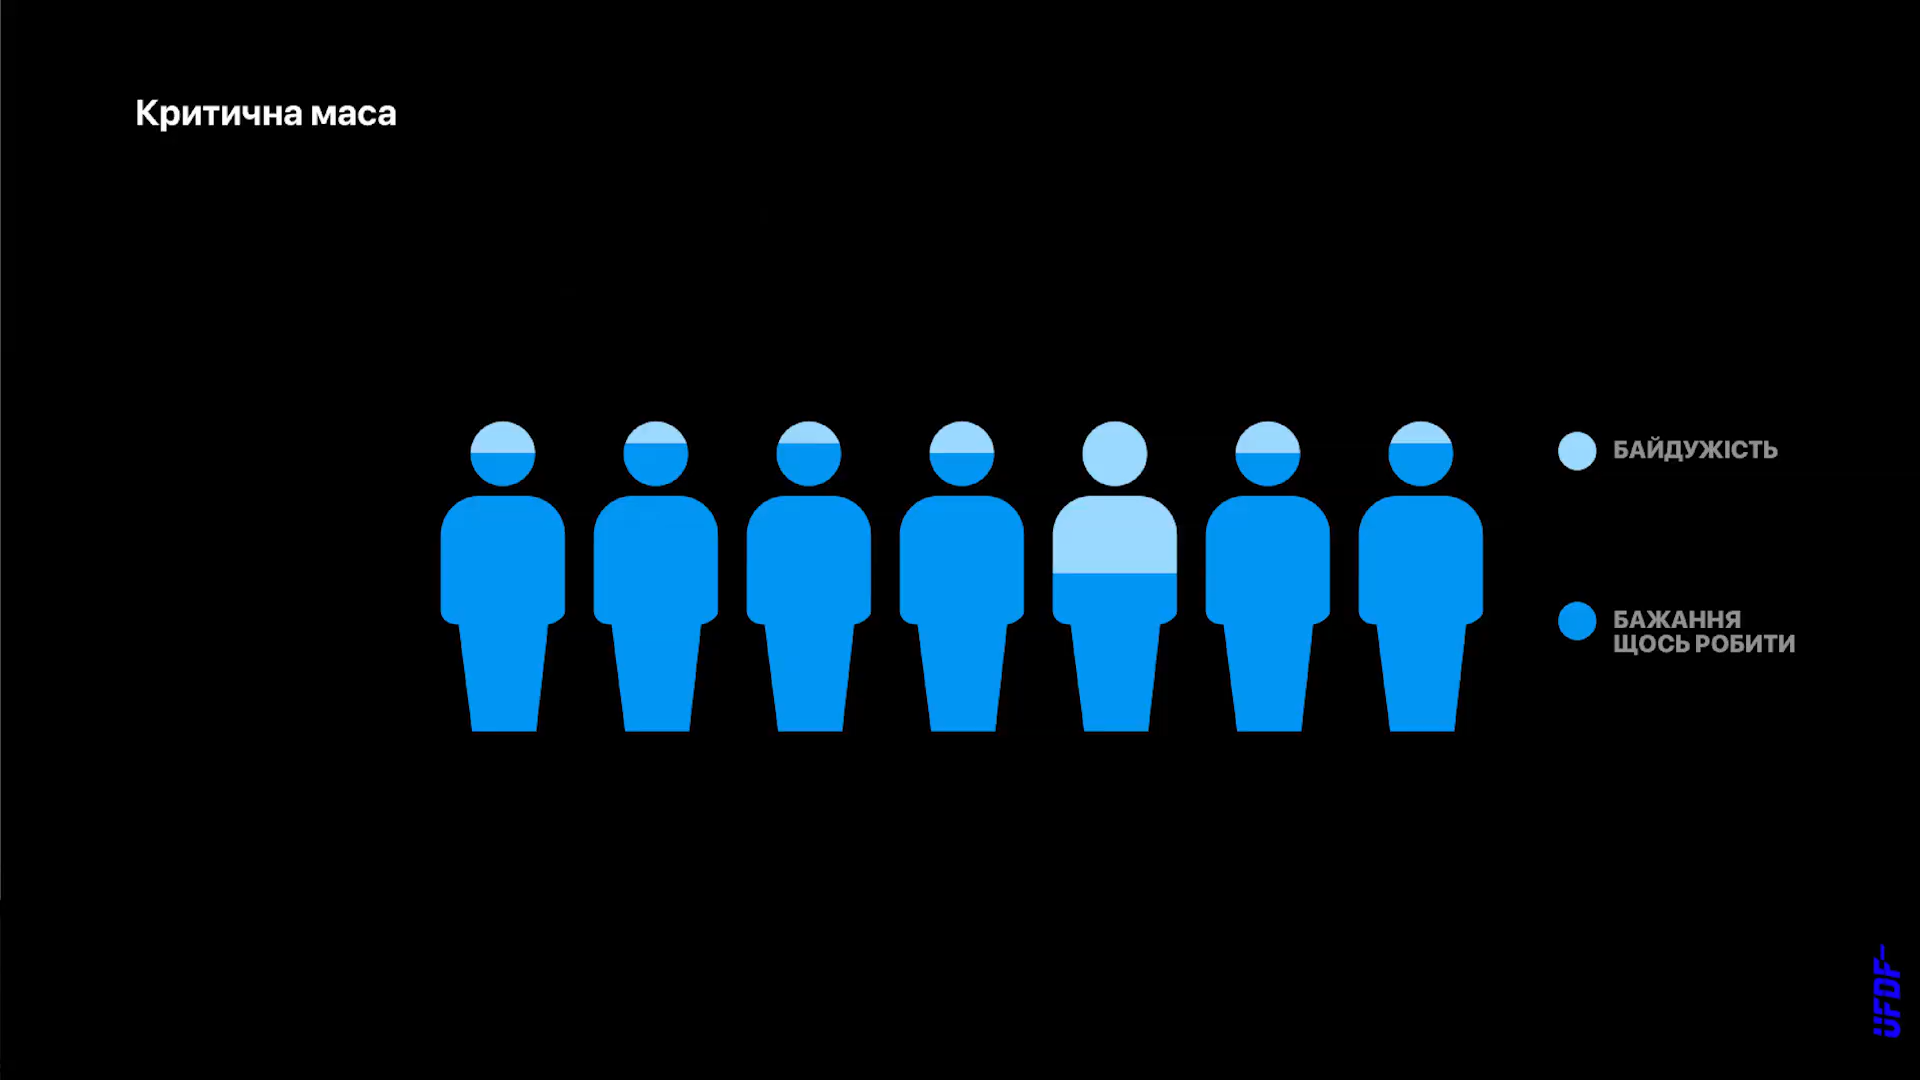 Критична маса
БАЙДУЖІСТЬ
БАЖАННЯ
ЩОСЬ РОБИТИ
UFDF